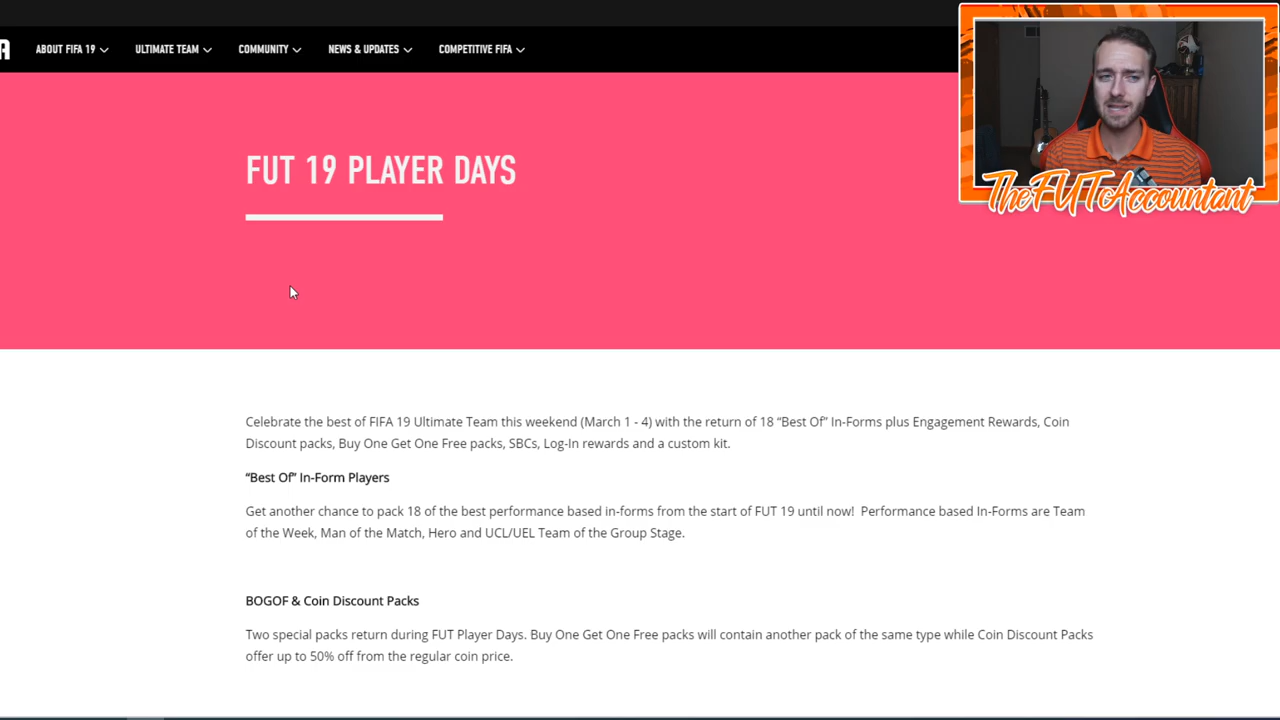 A
ABOUT FIFA 19 ULTIMATE TEAM COMMUNITY NEWS & UPDATES COMPETITIVE FIFA
TheFUTAccountant
FUT 19 PLAYER DAYS
Celebrate the best of FIFA 19 Ultimate Team this weekend (March 1 - 4) with the return of 18 “Best Of” In-Forms plus Engagement Rewards, Coin
Discount packs, Buy One Get One Free packs, SBCs, Log-In rewards and a custom kit.
“Best Of” In-Form Players
Get another chance to pack 18 of the best performance based in-forms from the start of FUT 19 until now!  Performance based In-Forms are Team
of the Week, Man of the Match, Hero and UCL/UEL Team of the Group Stage.
BOGOF & Coin Discount Packs
Two special packs return during FUT Player Days. Buy One Get One Free packs will contain another pack of the same type while Coin Discount Packs
offer up to 50% off from the regular coin price.